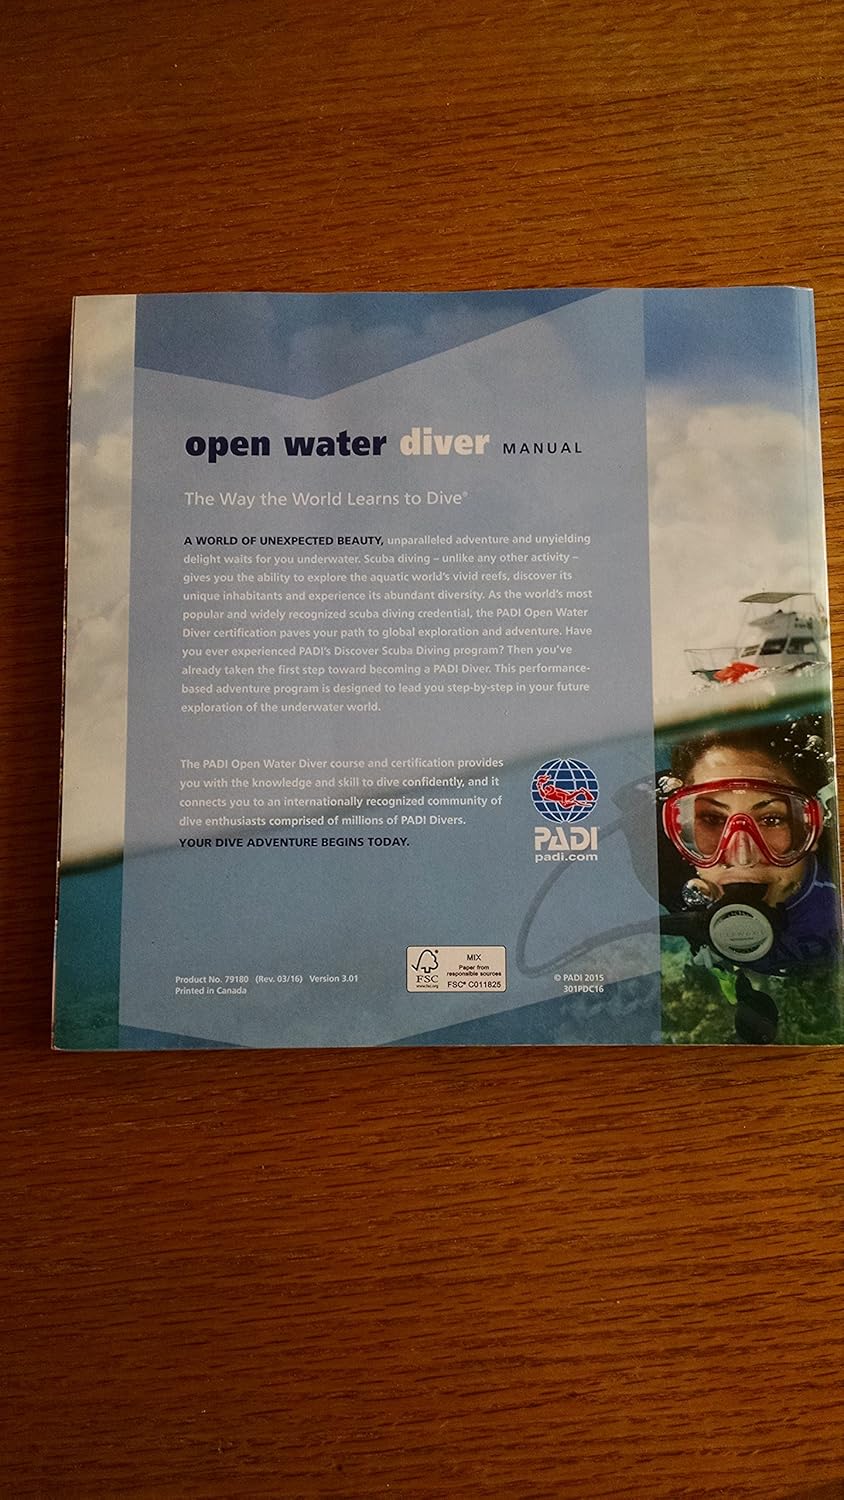 open water diver MANUAL
The Way the World Learns to Dive®
A WORLD OF UNEXPECTED BEAUTY, unparalleled adventure and unyielding
delight waits for you underwater. Scuba diving – unlike any other activity –
gives you the ability to explore the aquatic world's vivid reefs, discover its
unique inhabitants and experience its abundant diversity. As the world's most
popular and widely recognized scuba diving credential, the PADI Open Water
Diver certification paves your path to global exploration and adventure. Have
you ever experienced PADI's Discover Scuba Diving program? Then you've
already taken the first step toward becoming a PADI Diver. This performance-
based adventure program is designed to lead you step-by-step in your future
exploration of the underwater world.
The PADI Open Water Diver course and certification provides
you with the knowledge and skill to dive confidently, and it
connects you to an internationally recognized community of
dive enthusiasts comprised of millions of PADI Divers.
YOUR DIVE ADVENTURE BEGINS TODAY.
PADI
padi.com
Product No. 79180 (Rev. 03/16) Version 3.01
Printed in Canada
FSC
www.fsc.org
MIX
Paper from
responsible sources
FSC® C011825
© PADI 2015
301PDC16